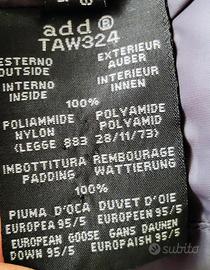 add®
TAW324
ESTERNO EXTERIEUR
OUTSIDE AUBER
INTERNO INTERIEUR
INSIDE INNEN
100%
POLIAMMIDE POLYAMIDE
NYLON POLYAMID
(LEGGE 883 28/11/73)
IMBOTTITURA REMBOURAGE
PADDING WATTIERUNG
100%
PIUMA D'OCA DUVET D'OIE
EUROPEA 95/5 EUROPEEN 95/5
EUROPEAN GOOSE GANS DAUNEN
DOWN 95/5 EUROPAISH 95/5
Subito